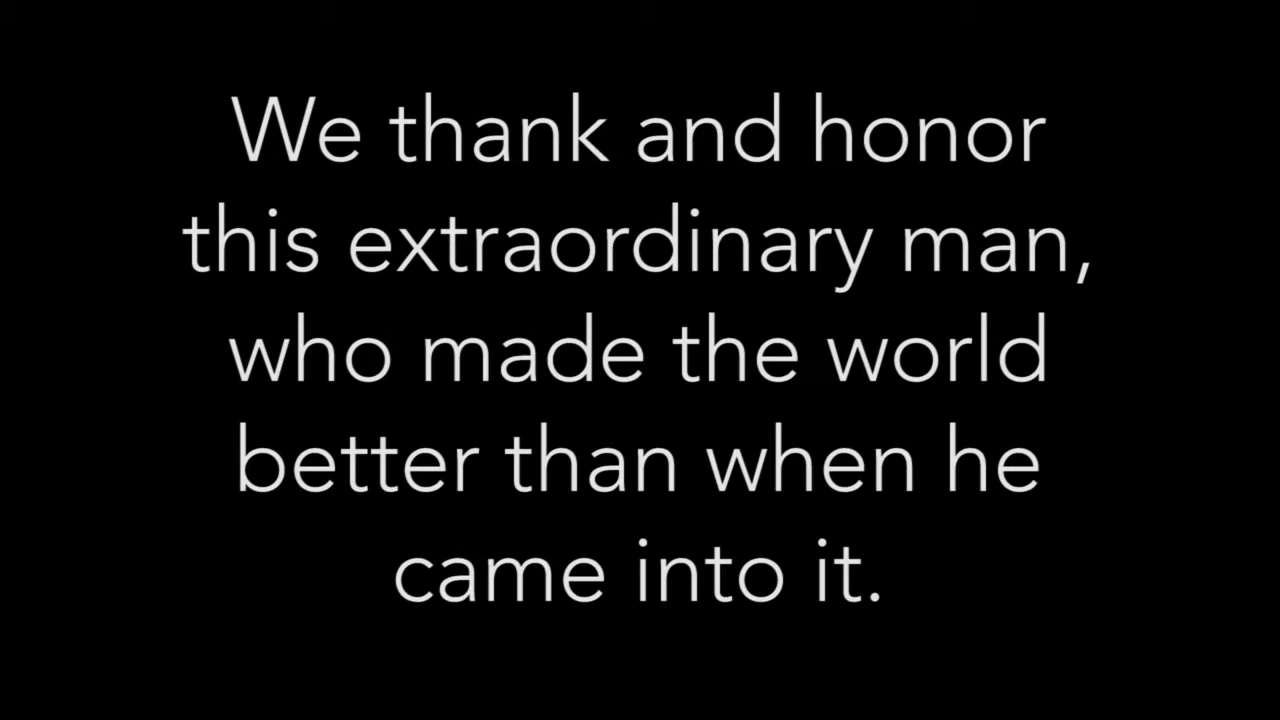 We thank and honor
this extraordinary man,
who made the world
better than when he
came into it.